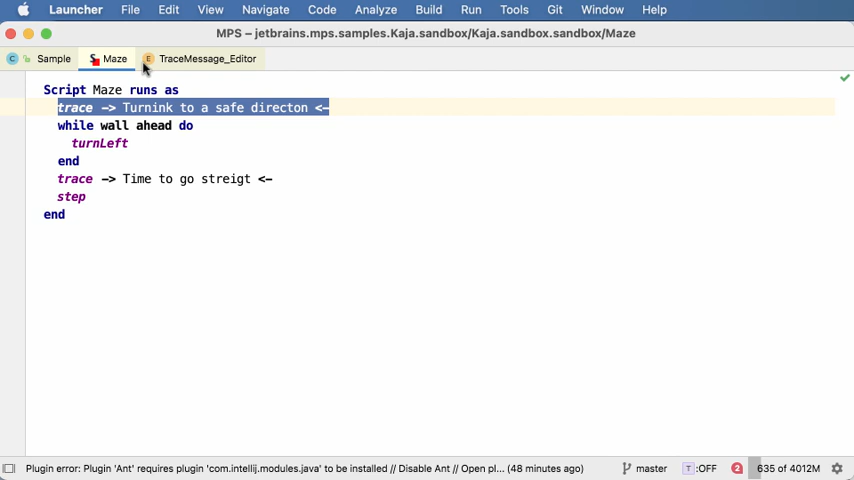 Launcher File Edit View Navigate Code Analyze Build Run Tools Git Window Help
MPS – jetbrains.mps.samples.Kaja.sandbox/Kaja.sandbox.sandbox/Maze
C Sample S Maze E TraceMessage_Editor
Script Maze runs as
trace -> Turnink to a safe directon <-
while wall ahead do
turnLeft
end
trace -> Time to go streigt <-
step
end
Plugin error: Plugin 'Ant' requires plugin 'com.intellij.modules.java' to be installed // Disable Ant // Open pl... (48 minutes ago) master T :OFF 2 635 of 4012M